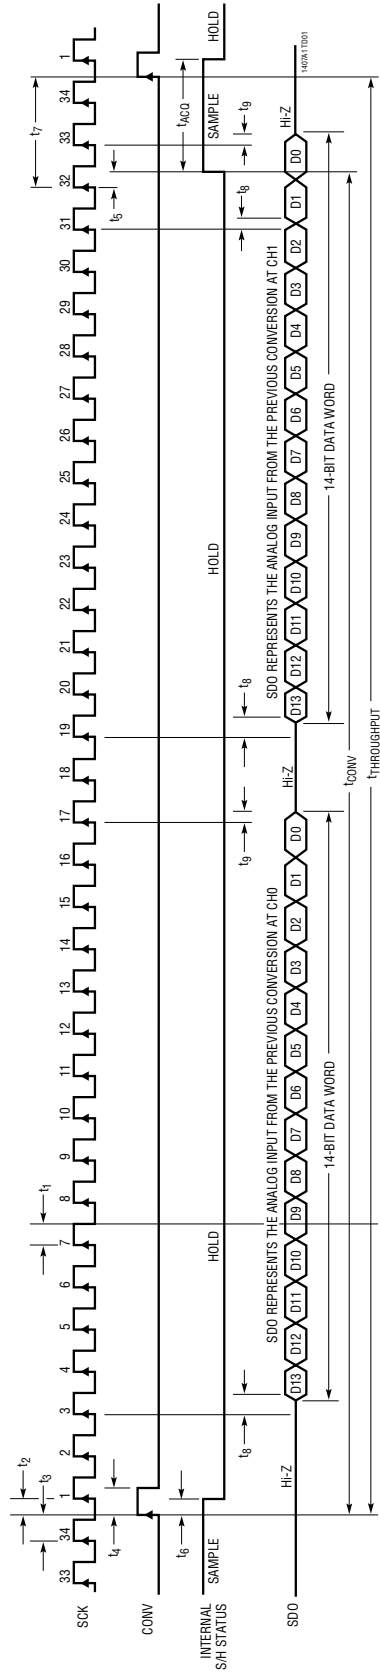 t2
t3
t1
t7
33 34 1 2 3 4 5 6 7 8 9 10 11 12 13 14 15 16 17 18 19 20 21 22 23 24 25 26 27 28 29 30 31 32 33 34 1
SCK
t4
t5
CONV
t6
tACQ
INTERNAL
S/H STATUS
SAMPLE
HOLD
HOLD
SAMPLE
HOLD
t8
t9
t8
t8
t9
SDO REPRESENTS THE ANALOG INPUT FROM THE PREVIOUS CONVERSION AT CH0
SDO REPRESENTS THE ANALOG INPUT FROM THE PREVIOUS CONVERSION AT CH1
SDO
Hi-Z
D13 D12 D11 D10 D9 D8 D7 D6 D5 D4 D3 D2 D1 D0
Hi-Z
D13 D12 D11 D10 D9 D8 D7 D6 D5 D4 D3 D2 D1 D0
Hi-Z
1407A1 TD01
14-BIT DATA WORD
14-BIT DATA WORD
tCONV
tTHROUGHPUT